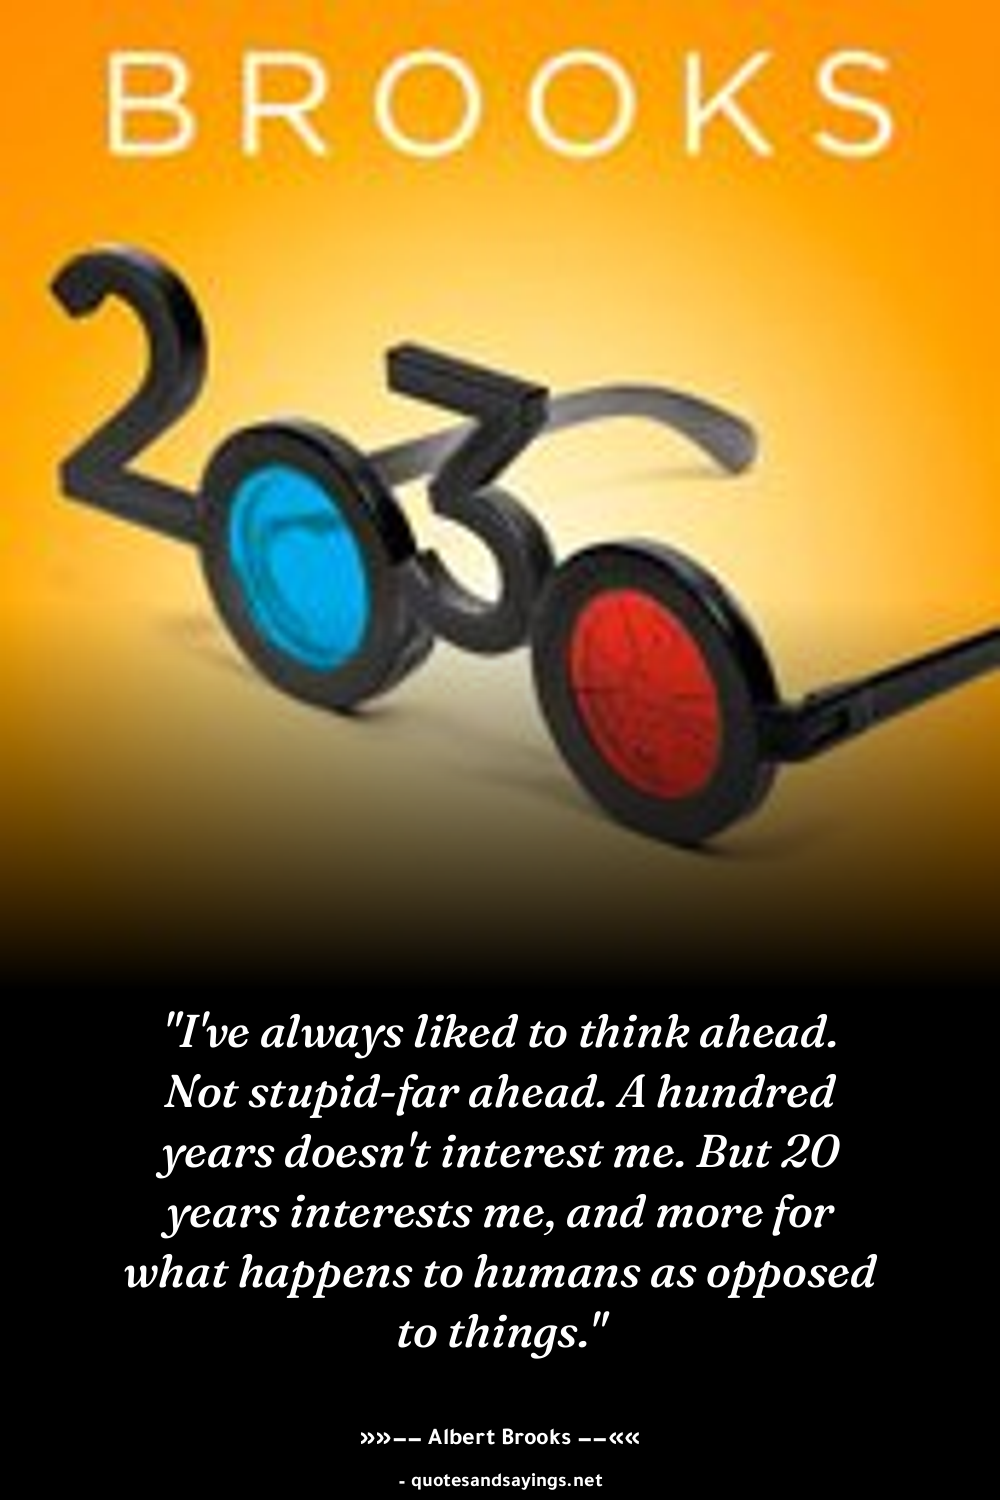 BROOKS
2030
"I've always liked to think ahead.
Not stupid-far ahead. A hundred
years doesn't interest me. But 20
years interests me, and more for
what happens to humans as opposed
to things."
»»−− Albert Brooks −−««
- quotesandsayings.net